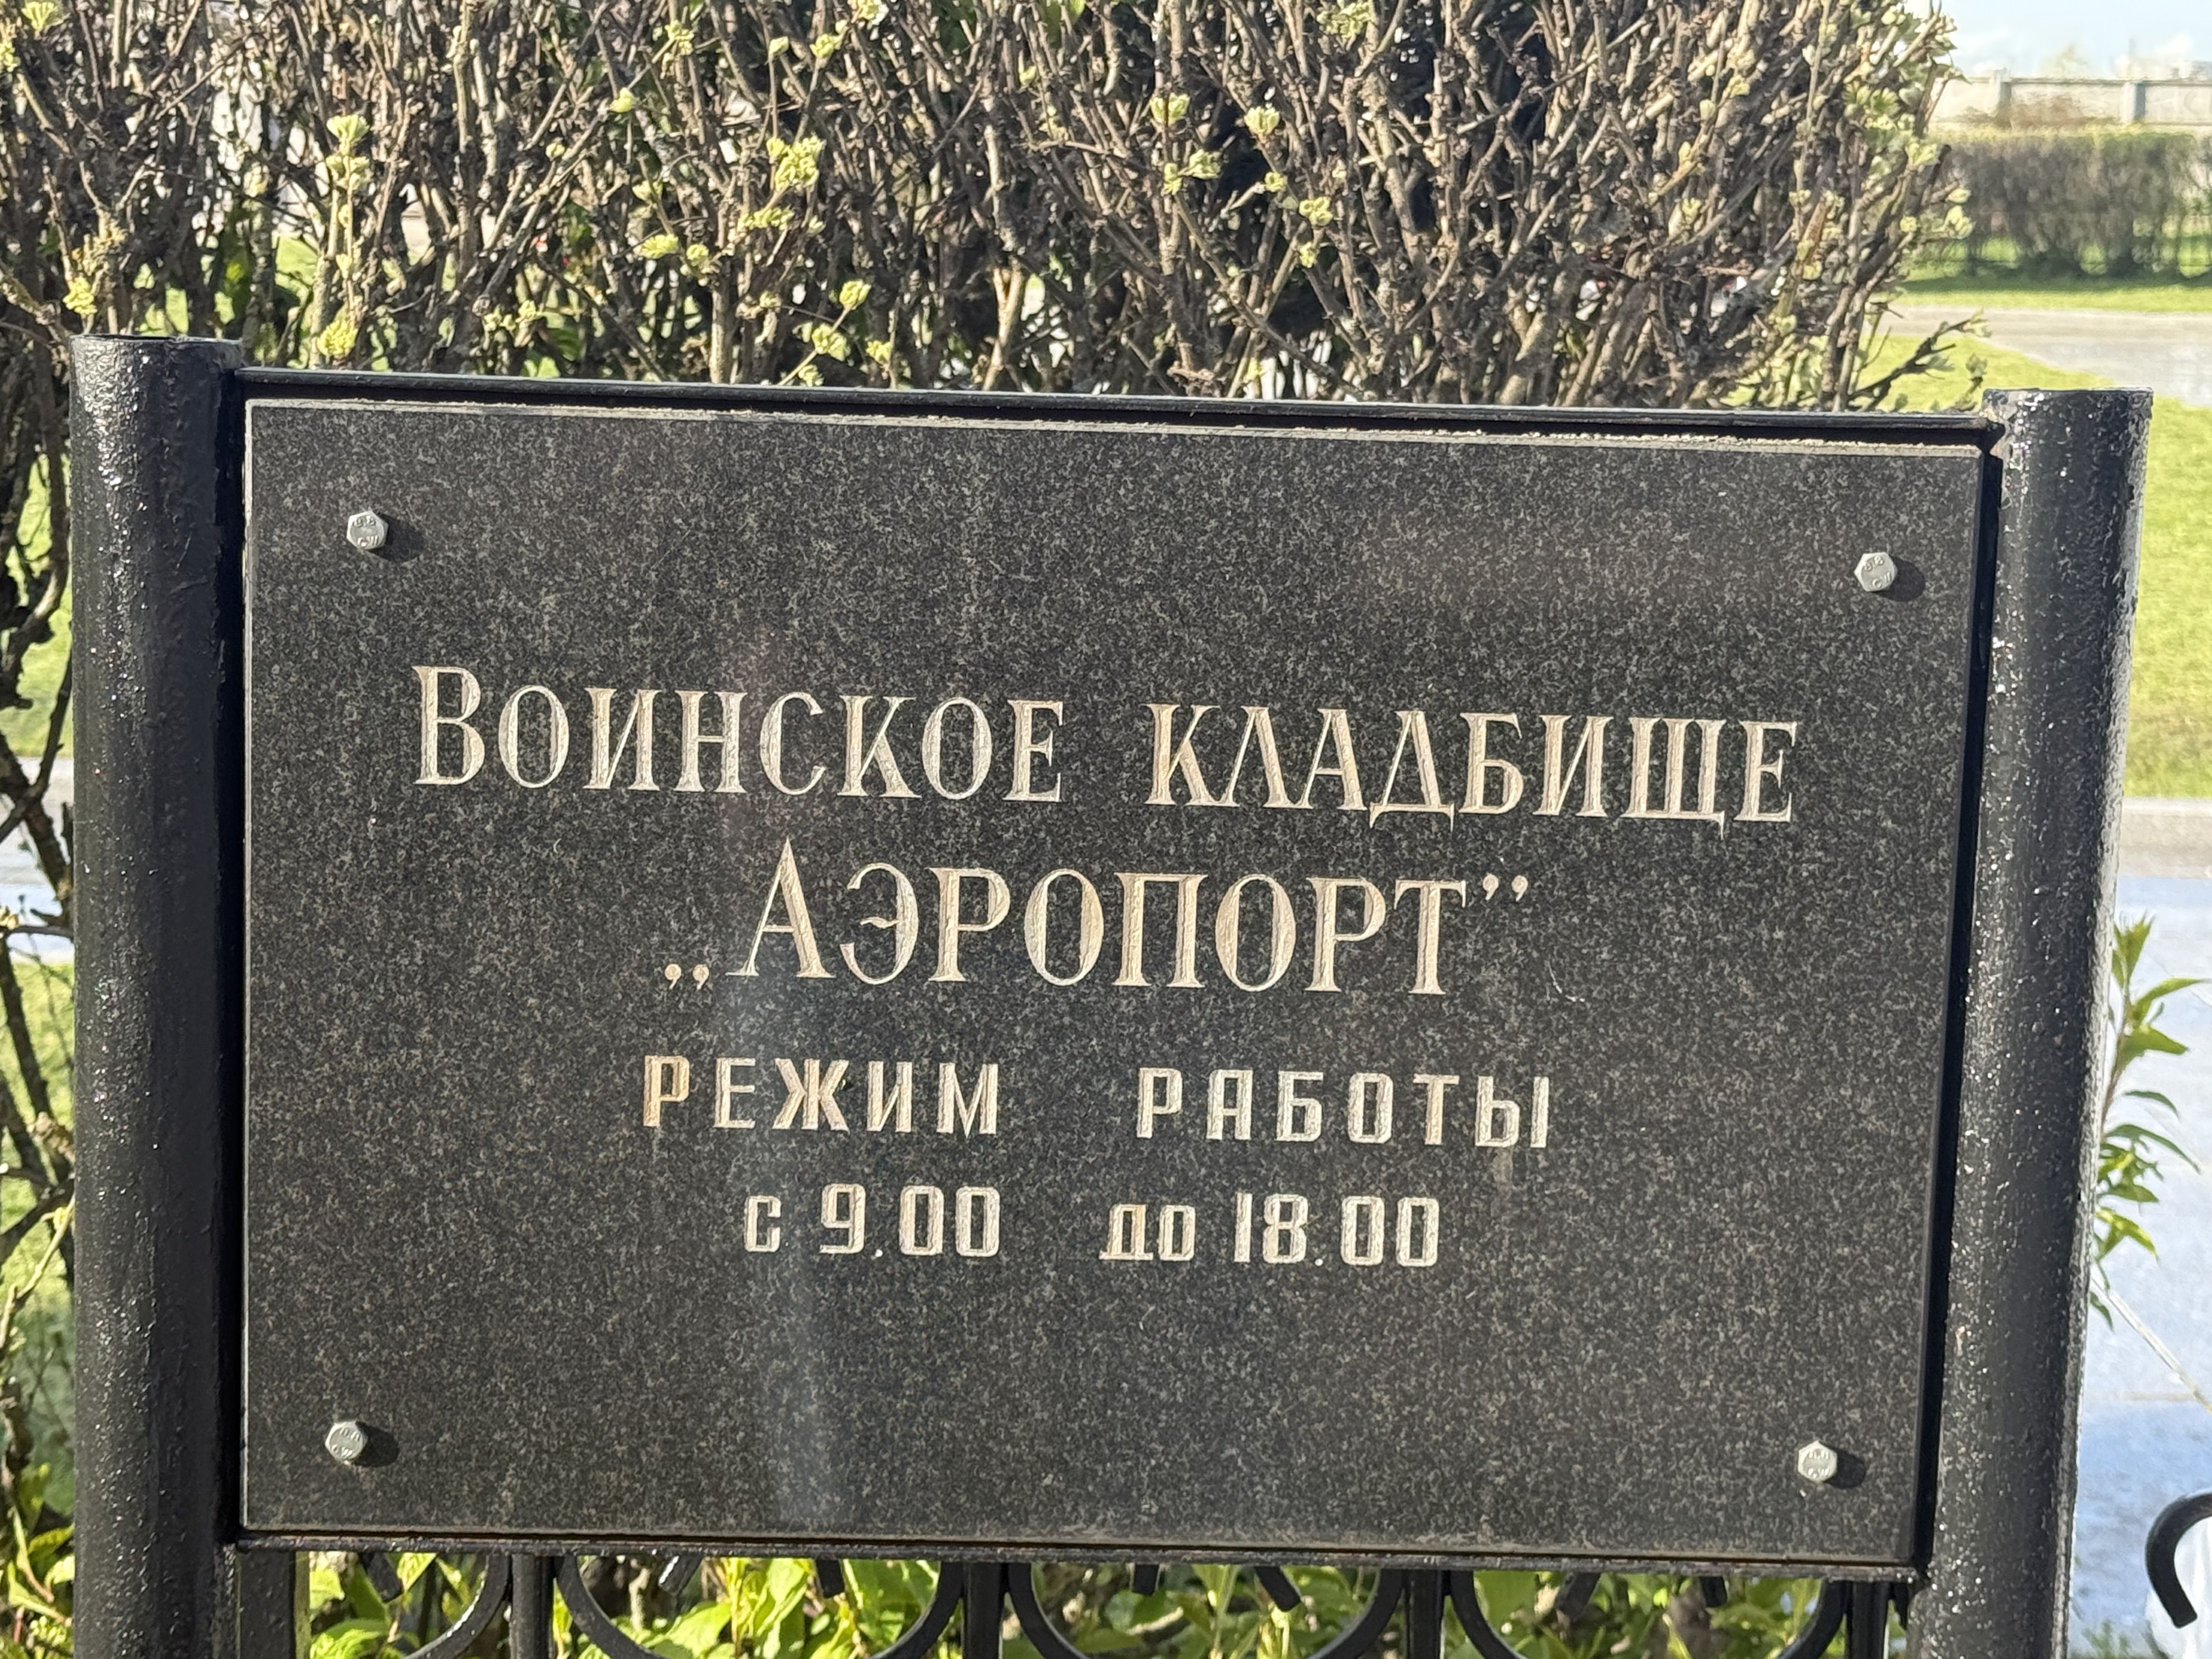 Воинское кладбище
„Аэропорт”
режим работы
с 9.00 до 18.00